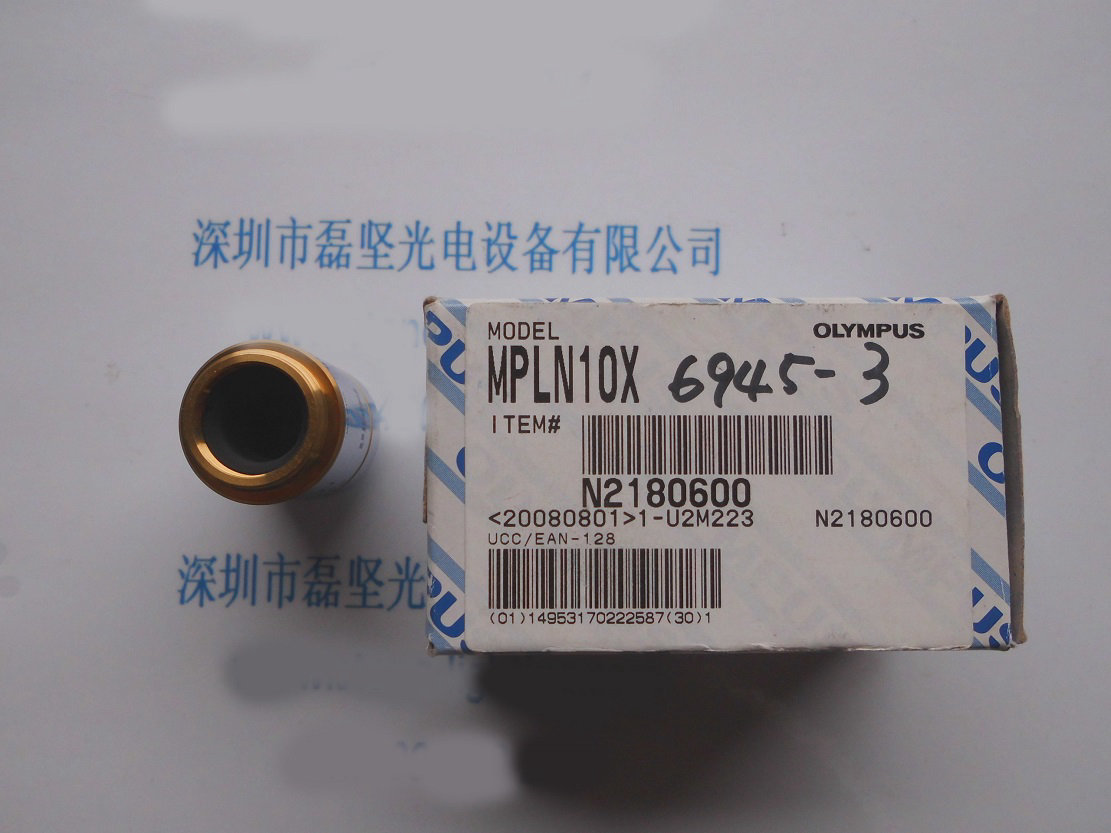 深圳市磊坚光电设备有限公司
MODEL
OLYMPUS
MPLN10X 6945-3
ITEM#
N2180600
<20080801>1-U2M223 N2180600
UCC/EAN-128
(01)14953170222587(30)1
深圳市磊坚光